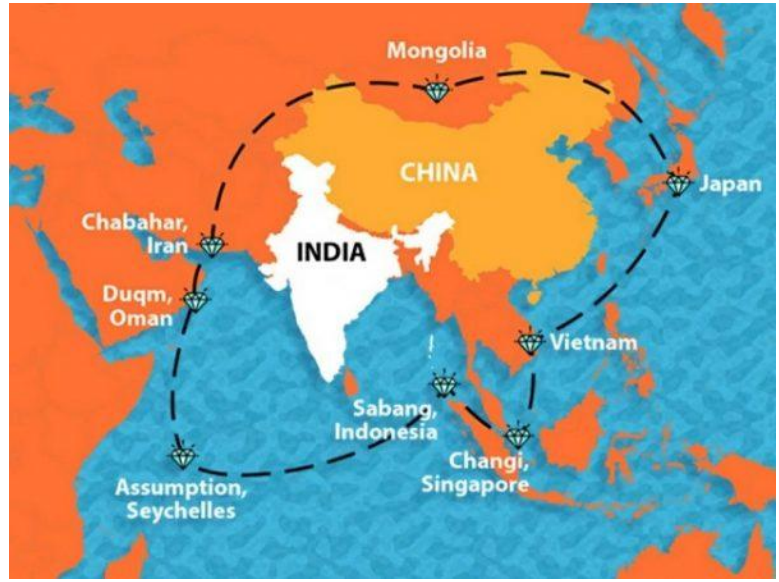 Mongolia
CHINA
Japan
Chabahar,
Iran
INDIA
Duqm,
Oman
Vietnam
Sabang,
Indonesia
Changi,
Singapore
Assumption,
Seychelles